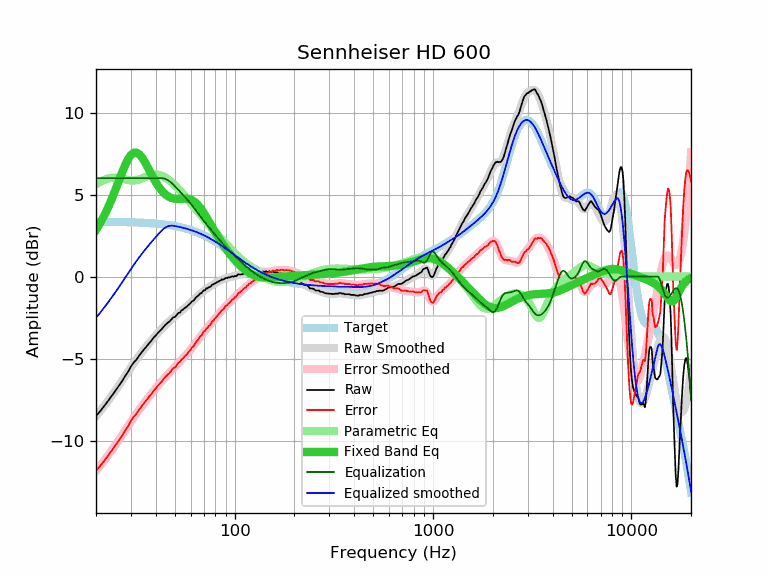 Sennheiser HD 600
Amplitude (dBr)
10
5
0
−5
−10
Target
Raw Smoothed
Error Smoothed
Raw
Error
Parametric Eq
Fixed Band Eq
Equalization
Equalized smoothed
100
1000
10000
Frequency (Hz)